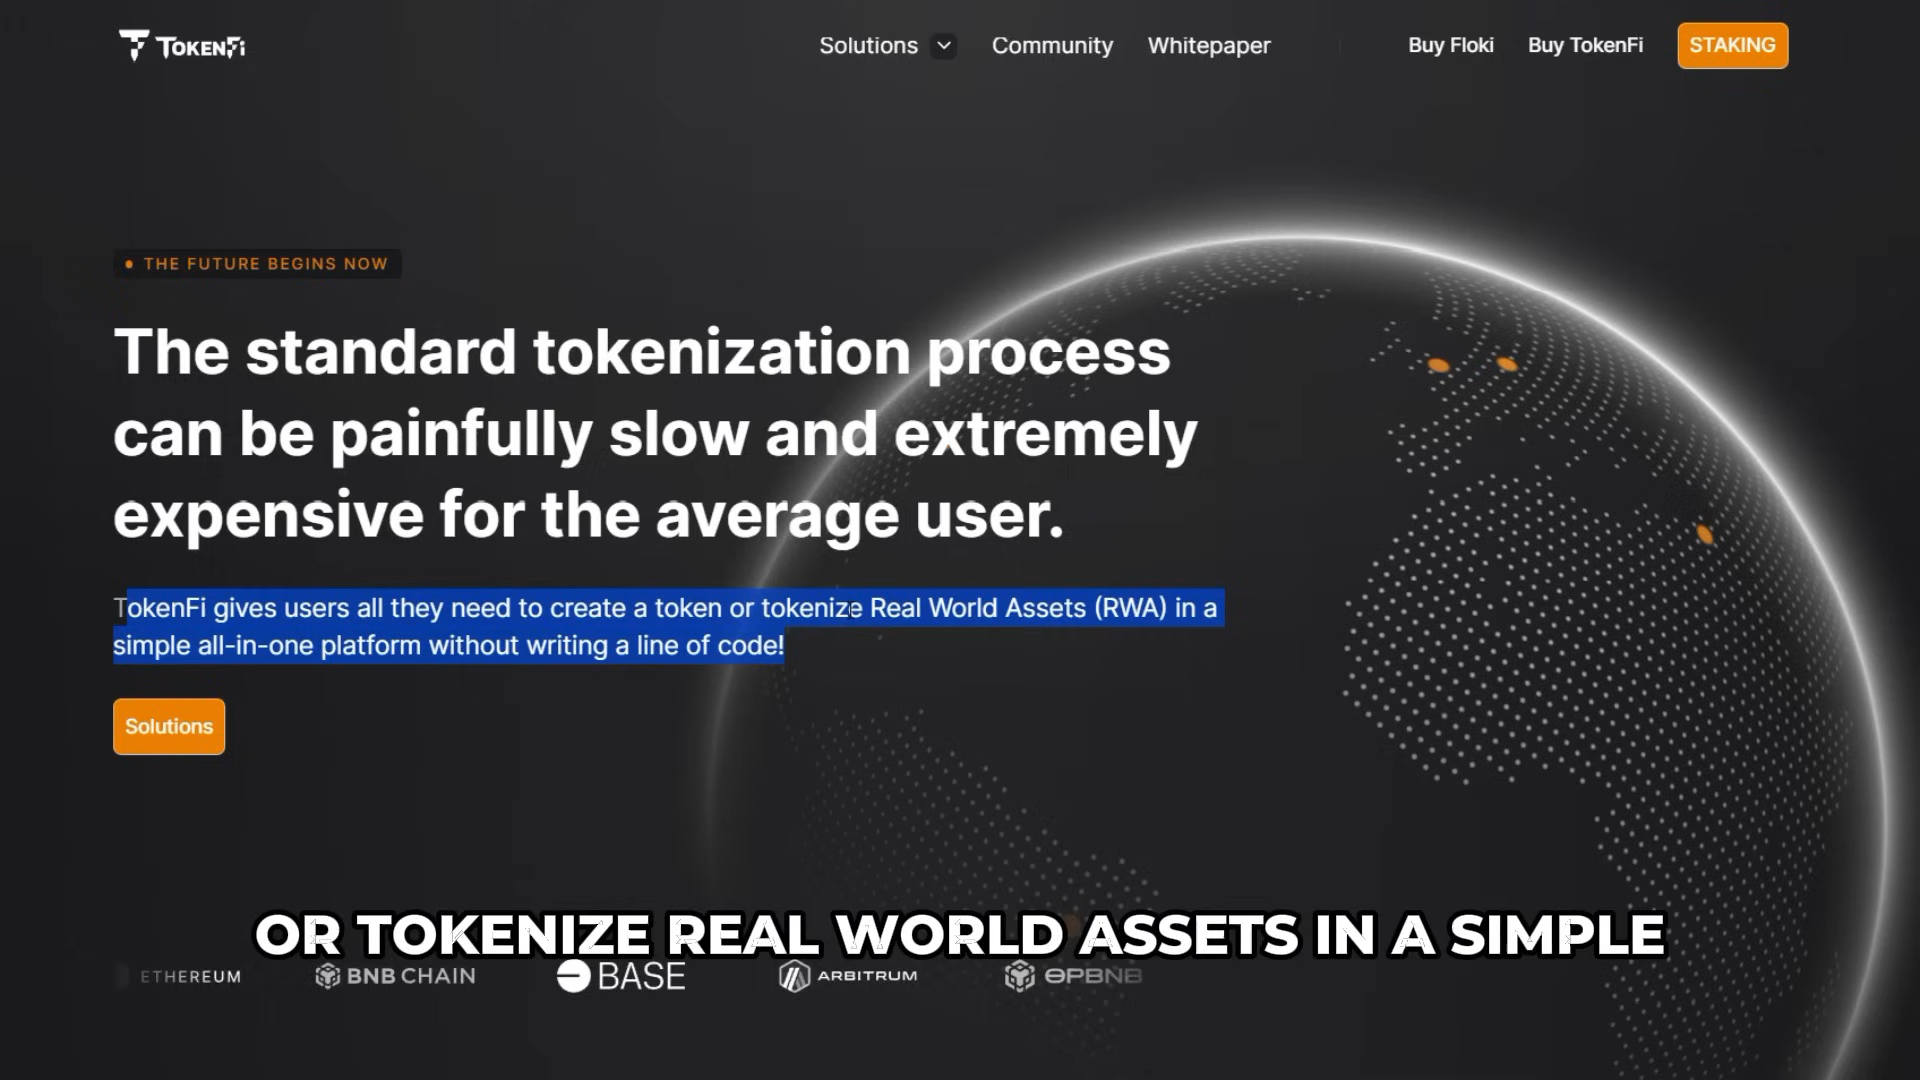 TOKENFi
Solutions Community Whitepaper Buy Floki Buy TokenFi STAKING
THE FUTURE BEGINS NOW
The standard tokenization process
can be painfully slow and extremely
expensive for the average user.
TokenFi gives users all they need to create a token or tokenize Real World Assets (RWA) in a
simple all-in-one platform without writing a line of code!
Solutions
OR TOKENIZE REAL WORLD ASSETS IN A SIMPLE
ETHEREUM BNB CHAIN BASE ARBITRUM OPBNB